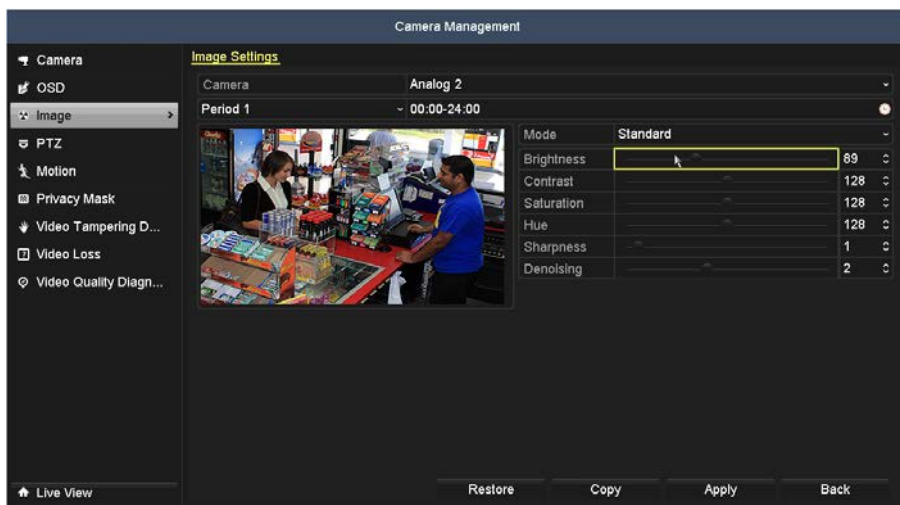 Camera Management
Camera
OSD
Image
PTZ
Motion
Privacy Mask
Video Tampering D...
Video Loss
Video Quality Diagn...
Live View
Image Settings
Camera Analog 2
Period 1 00:00-24:00
Mode Standard
Brightness 89
Contrast 128
Saturation 128
Hue 128
Sharpness 1
Denoising 2
Restore Copy Apply Back